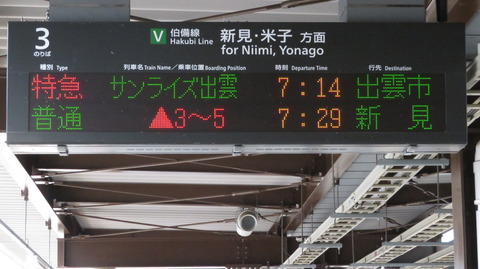 3
のりば
V 伯備線 新見・米子 方面
Hakubi Line for Niimi, Yonago
種別 Type 列車名 Train Name／乗車位置 Boarding Position 時刻 Departure Time 行先 Destination
特急 サンライズ出雲 7:14 出雲市
普通 ▲3～5 7:29 新見